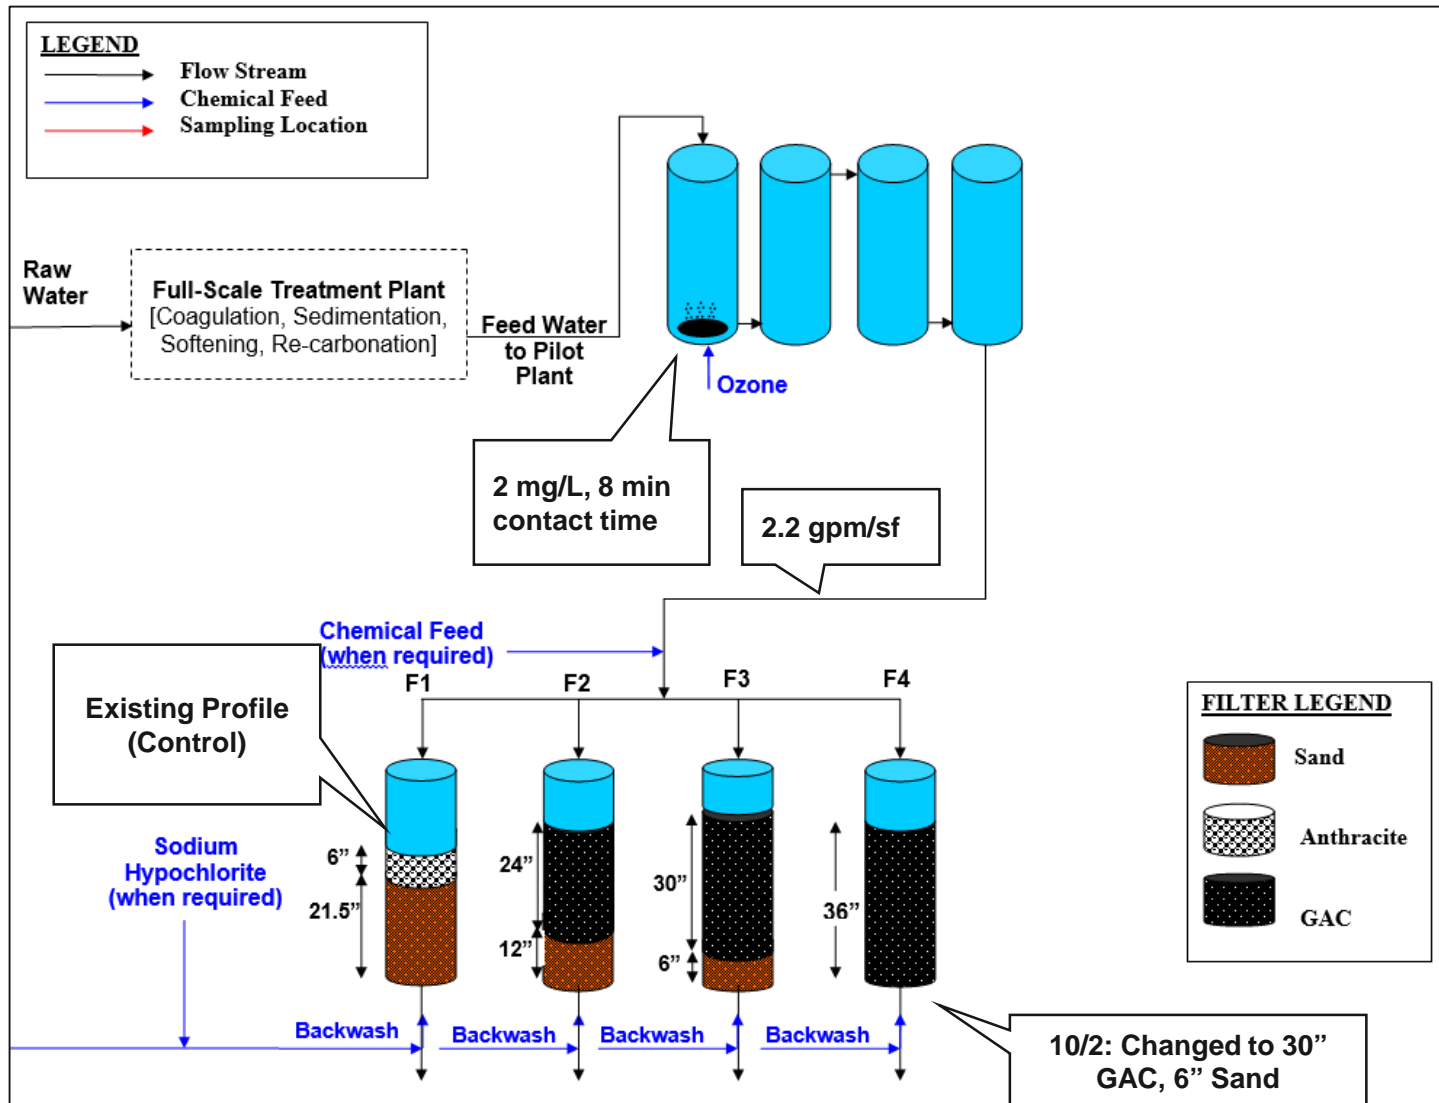 LEGEND
Flow Stream
Chemical Feed
Sampling Location
Raw
Water
Full-Scale Treatment Plant
[Coagulation, Sedimentation,
Softening, Re-carbonation]
Feed Water
to Pilot
Plant
Ozone
2 mg/L, 8 min
contact time
2.2 gpm/sf
Chemical Feed
(when required)
F1
F2
F3
F4
Existing Profile
(Control)
FILTER LEGEND
Sand
Anthracite
GAC
6”
21.5”
24”
12”
30”
6”
36”
Sodium
Hypochlorite
(when required)
Backwash
Backwash
Backwash
Backwash
10/2: Changed to 30”
GAC, 6” Sand